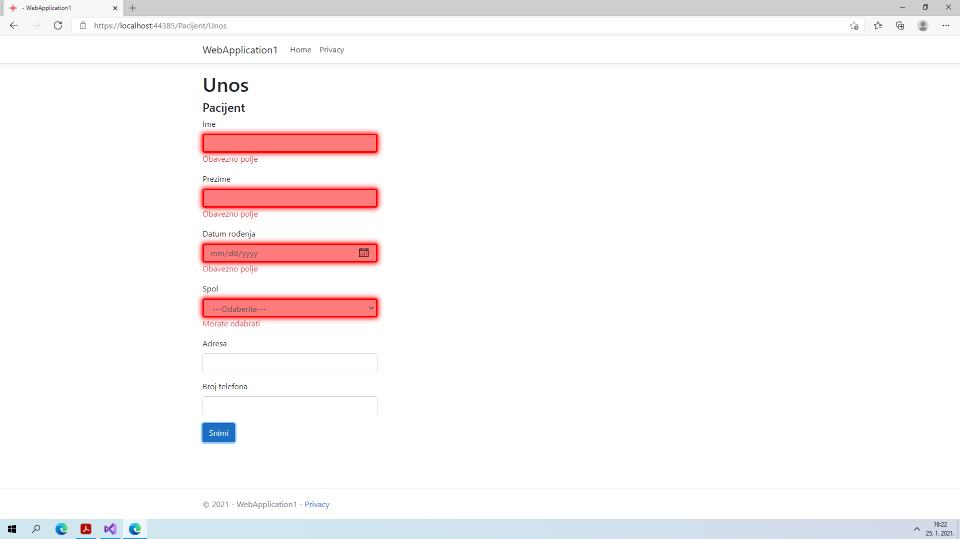 - WebApplication1
https://localhost:44385/Pacijent/Unos
WebApplication1 Home Privacy
Unos
Pacijent
Ime
Obavezno polje
Prezime
Obavezno polje
Datum rođenja
mm/dd/yyyy
Obavezno polje
Spol
---Odaberite---
Morate odabrati
Adresa
Broj telefona
Snimi
© 2021 - WebApplication1 - Privacy
16:22
25. 1. 2021.